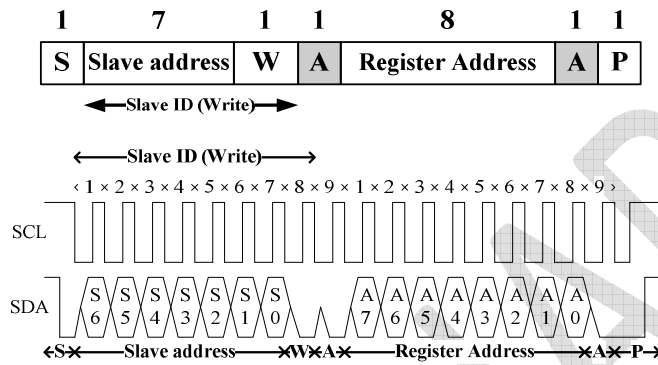 1 7 1 1 8 1 1
S Slave address W A Register Address A P
Slave ID (Write)
Slave ID (Write)
1 × 2 × 3 × 4 × 5 × 6 × 7 × 8 × 9 × 1 × 2 × 3 × 4 × 5 × 6 × 7 × 8 × 9
SCL
SDA S6 S5 S4 S3 S2 S1 S0 A7 A6 A5 A4 A3 A2 A1 A0
S Slave address W A Register Address A P